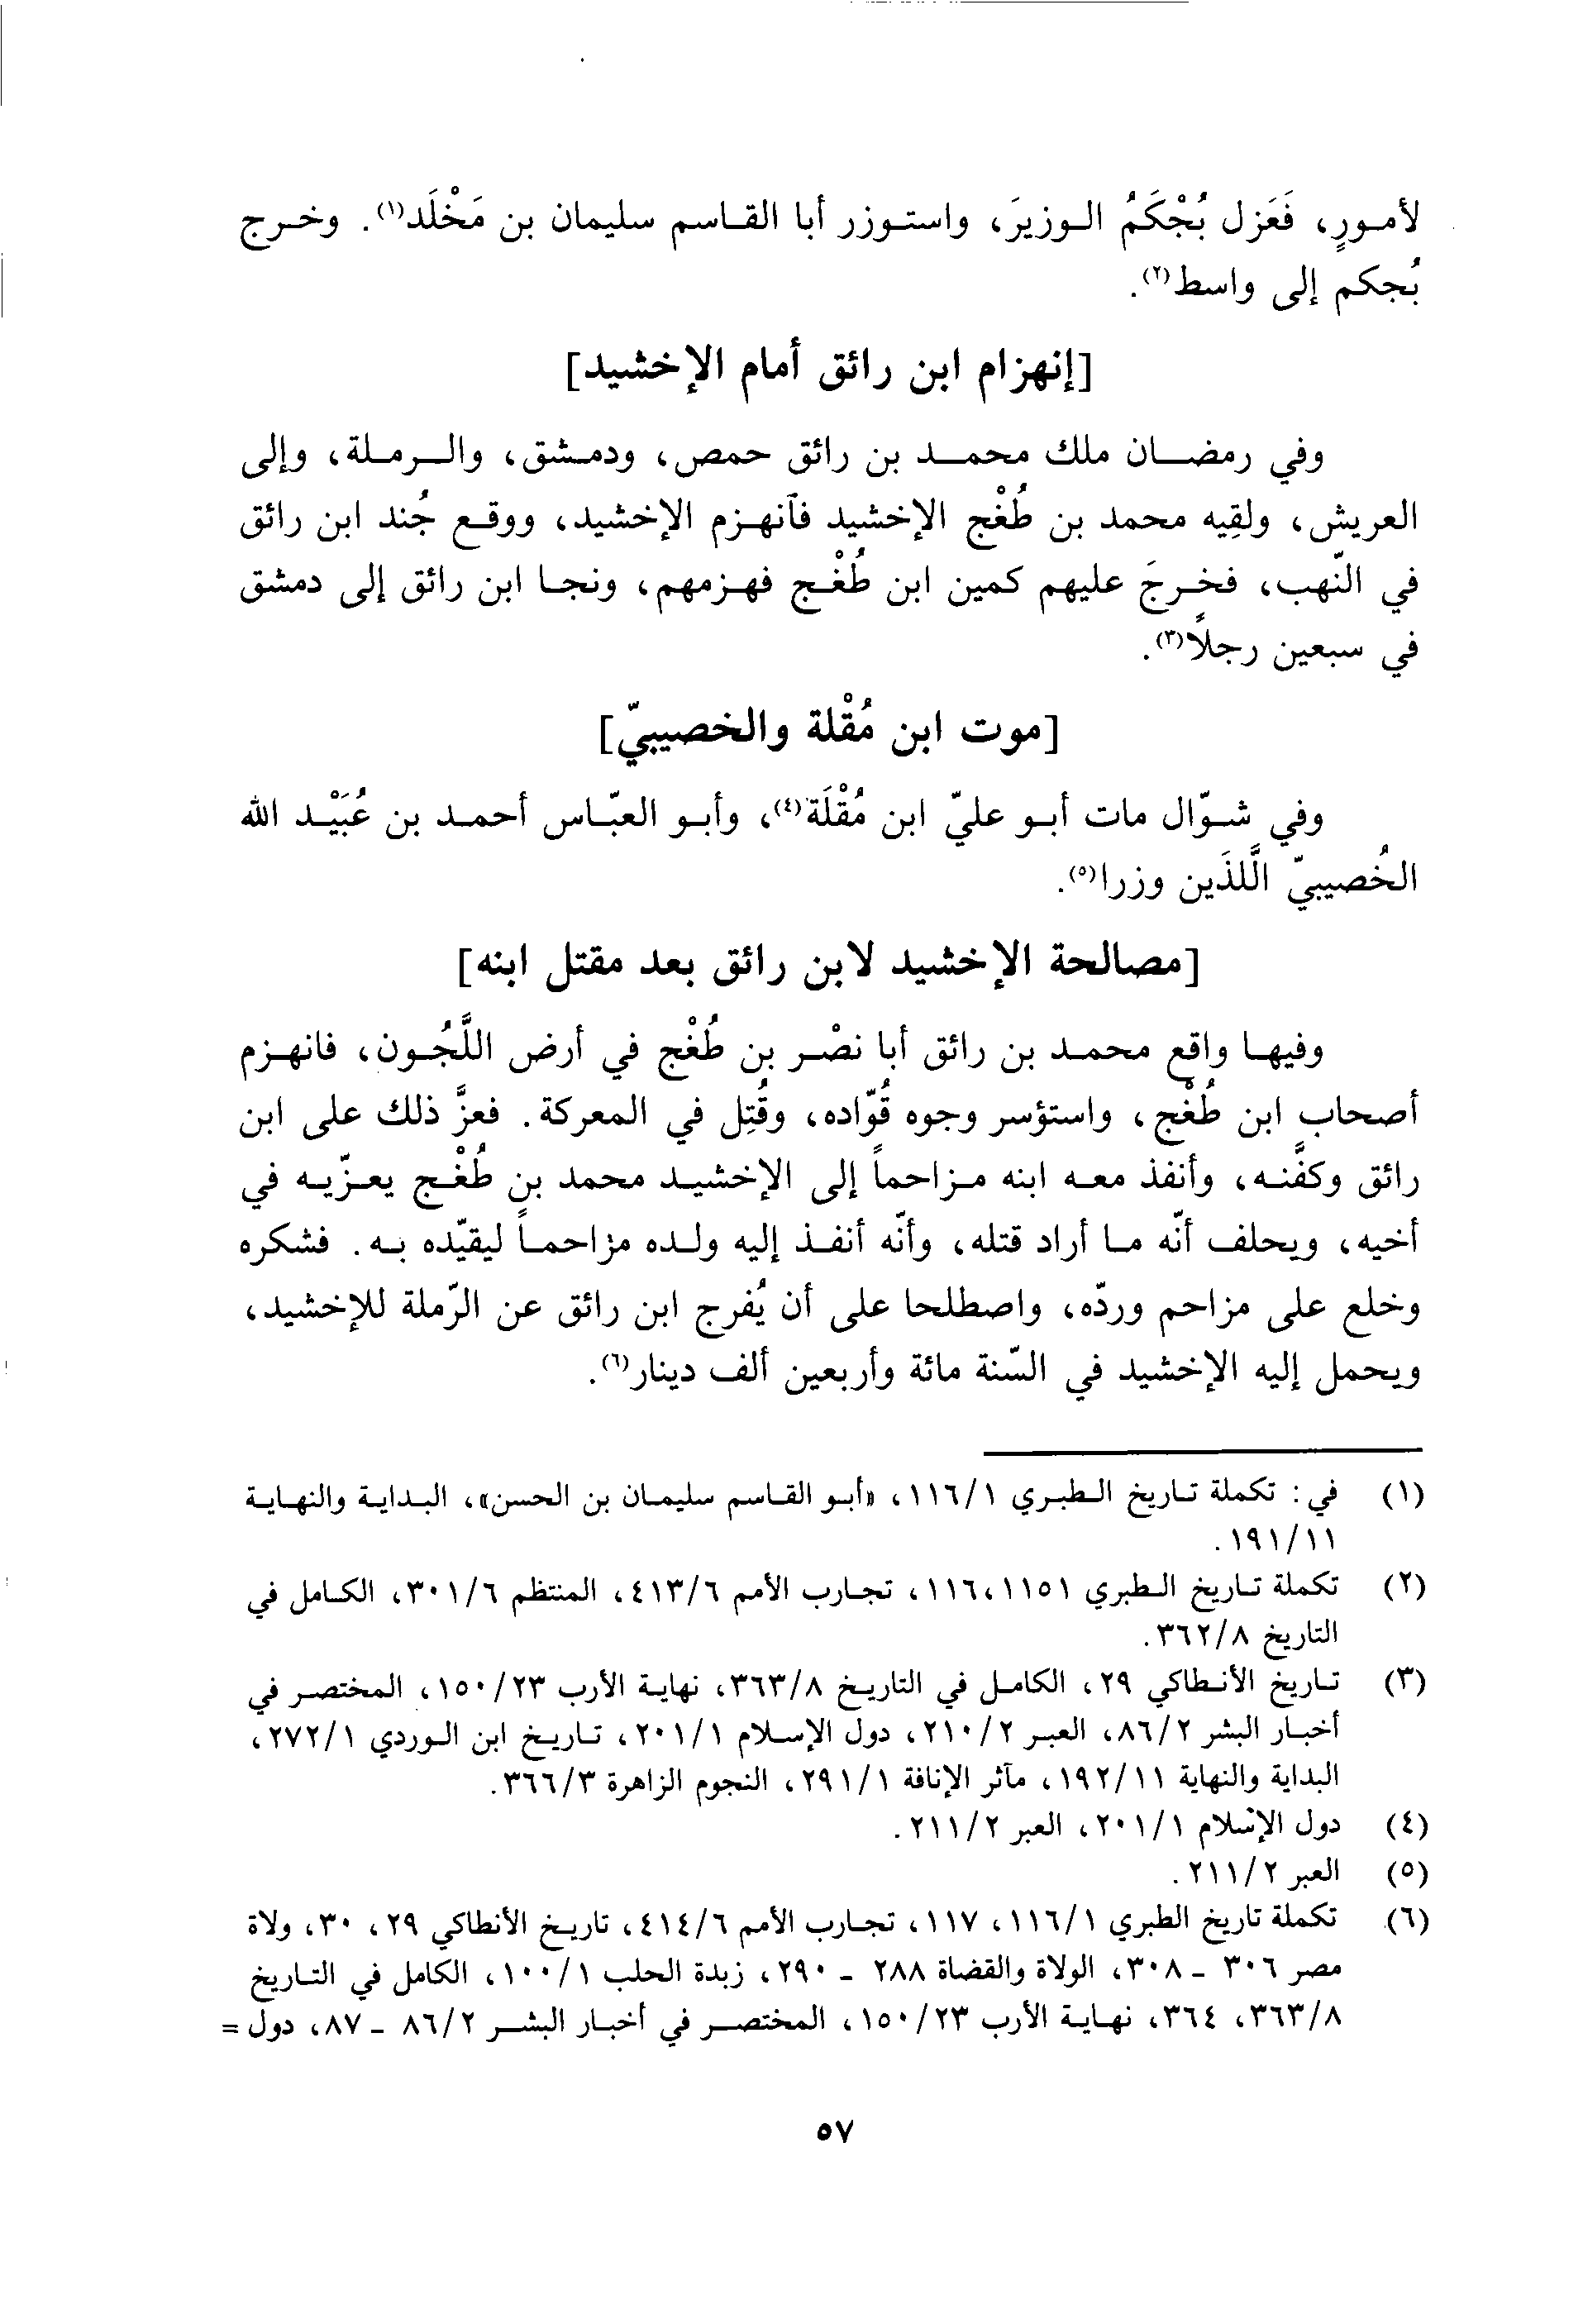 لأمورٍ، فَعَزل بُجْكَمُ الوزيرَ، واستوزر أبا القاسم سليمان بن مَخْلَد(١). وخرج
بُجكم إلى واسط(٢).
[إنهزام ابن رائق أمام الإخشيد]
وفي رمضان ملك محمد بن رائق حمص، ودمشق، والرملة، وإلى
العريش، ولقِيه محمد بن طُغْج الإخشيد فآنهزم الإخشيد، ووقع جُند ابن رائق
في النّهب، فخرجَ عليهم كمين ابن طُغْج فهزمهم، ونجا ابن رائق إلى دمشق
في سبعين رجلاً(٣).
[موت ابن مُقْلة والخصيبيّ]
وفي شوّال مات أبو عليّ ابن مُقْلَة(٤)، وأبو العبّاس أحمد بن عُبَيْد الله
الخُصيبيّ الَّلذَين وزرا(٥).
[مصالحة الإخشيد لابن رائق بعد مقتل ابنه]
وفيها واقع محمد بن رائق أبا نصْر بن طُغْج في أرض اللَّجُون، فانهزم
أصحاب ابن طُغْج، واستؤسر وجوه قُوّاده، وقُتِل في المعركة. فعزَّ ذلك على ابن
رائق وكفَّنه، وأنفذ معه ابنه مزاحماً إلى الإخشيد محمد بن طُغْج يعزّيه في
أخيه، ويحلف أنّه ما أراد قتله، وأنّه أنفذ إليه ولده مزاحماً ليقيّده به. فشكره
وخلع على مزاحم وردّه، واصطلحا على أن يُفرج ابن رائق عن الرّملة للإخشيد،
ويحمل إليه الإخشيد في السّنة مائة وأربعين ألف دينار(٦).
(١) في: تكملة تاريخ الطبري ١/١١٦، «أبو القاسم سليمان بن الحسن»، البداية والنهاية
١١/١٩١.
(٢) تكملة تاريخ الطبري ١١٥١،١١٦، تجارب الأمم ٦/٤١٣، المنتظم ٦/٣٠١، الكامل في
التاريخ ٨/٣٦٢.
(٣) تاريخ الأنطاكي ٢٩، الكامل في التاريخ ٨/٣٦٣، نهاية الأرب ٢٣/١٥٠، المختصر في
أخبار البشر ٢/٨٦، العبر ٢/٢١٠، دول الإسلام ١/٢٠١، تاريخ ابن الوردي ١/٢٧٢،
البداية والنهاية ١١/١٩٢، مآثر الإنافة ١/٢٩١، النجوم الزاهرة ٣/٣٦٦.
(٤) دول الإسلام ١/٢٠١، العبر ٢/٢١١.
(٥) العبر ٢/٢١١.
(٦) تكملة تاريخ الطبري ١/١١٦، ١١٧، تجارب الأمم ٦/٤١٤، تاريخ الأنطاكي ٢٩، ٣٠، ولاة
مصر ٣٠٦ - ٣٠٨، الولاة والقضاة ٢٨٨ - ٢٩٠، زبدة الحلب ١/١٠٠، الكامل في التاريخ
٨/٣٦٣، ٣٦٤، نهاية الأرب ٢٣/١٥٠، المختصر في أخبار البشر ٢/٨٦ - ٨٧، دول =
٥٧